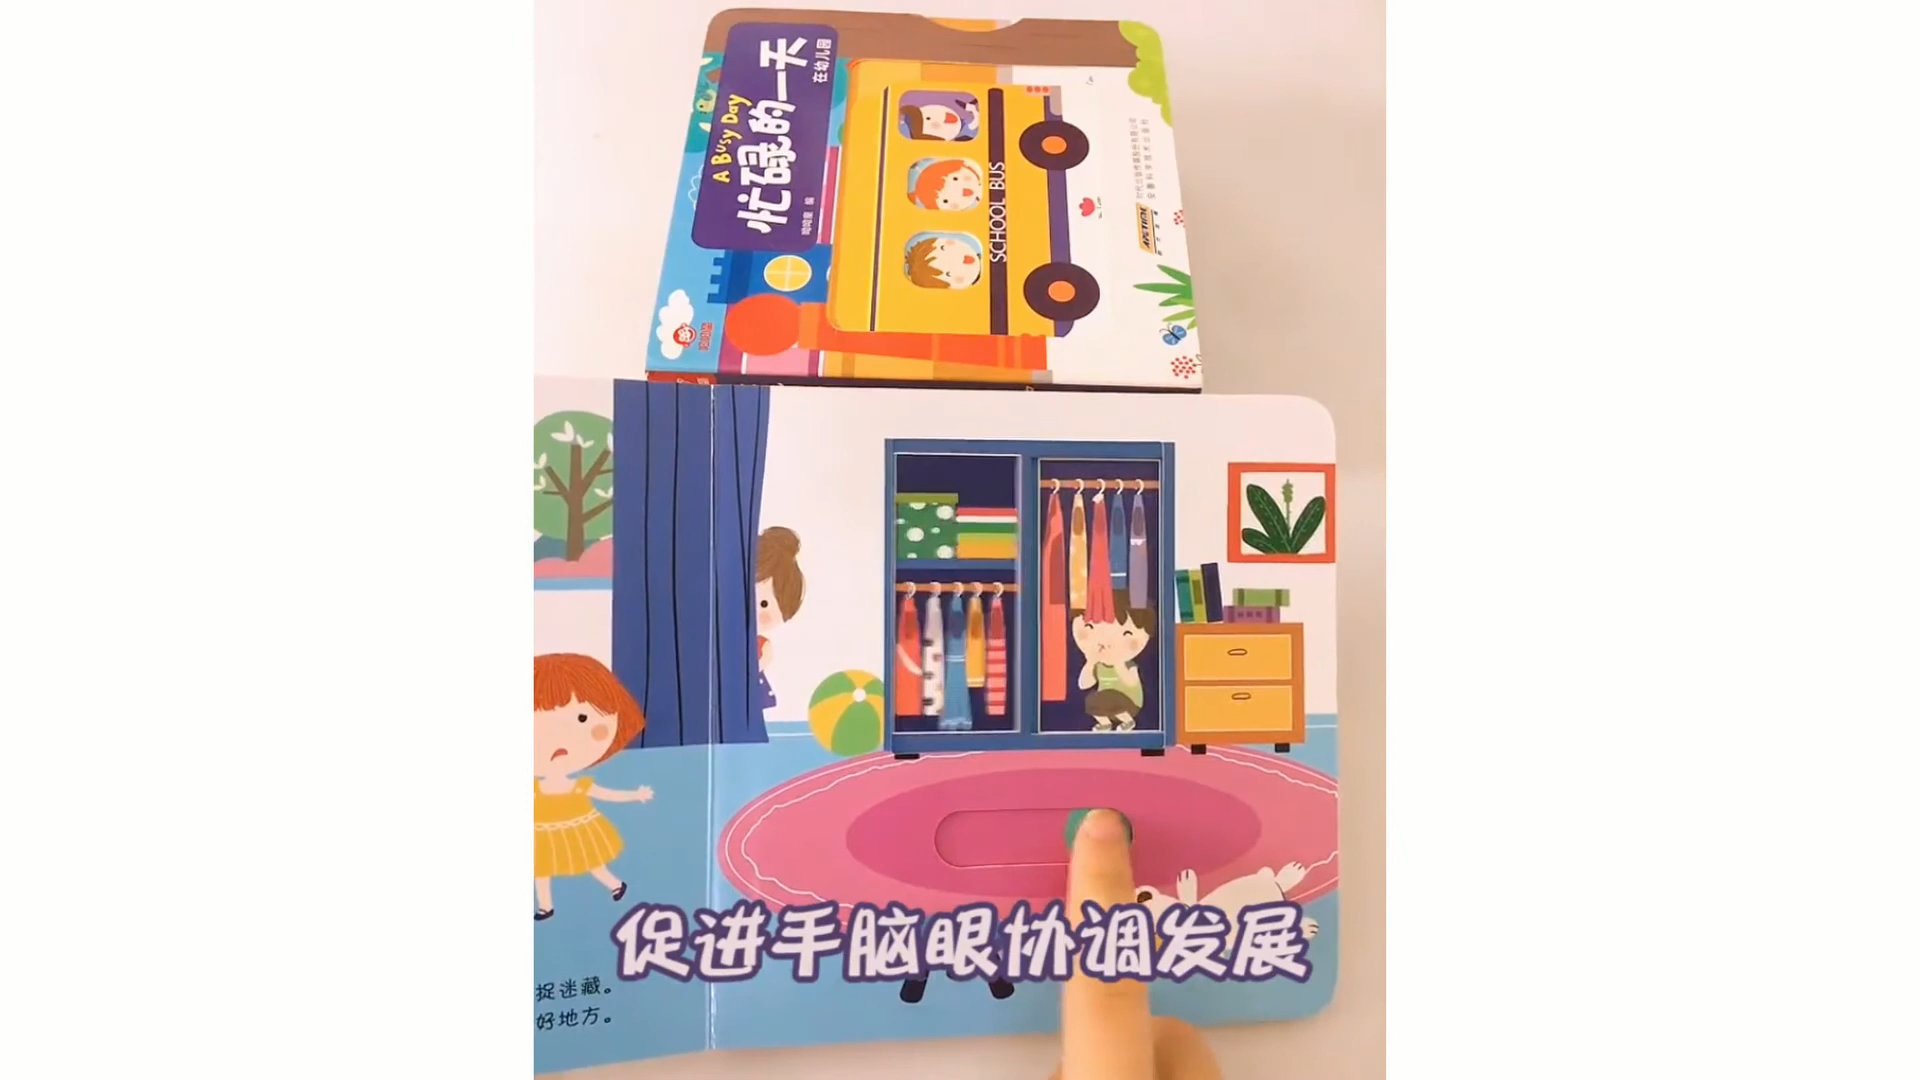 忙碌的一天
在幼儿园
A Busy Day
SCHOOL BUS
促进手脑眼协调发展
捉迷藏。
好地方。